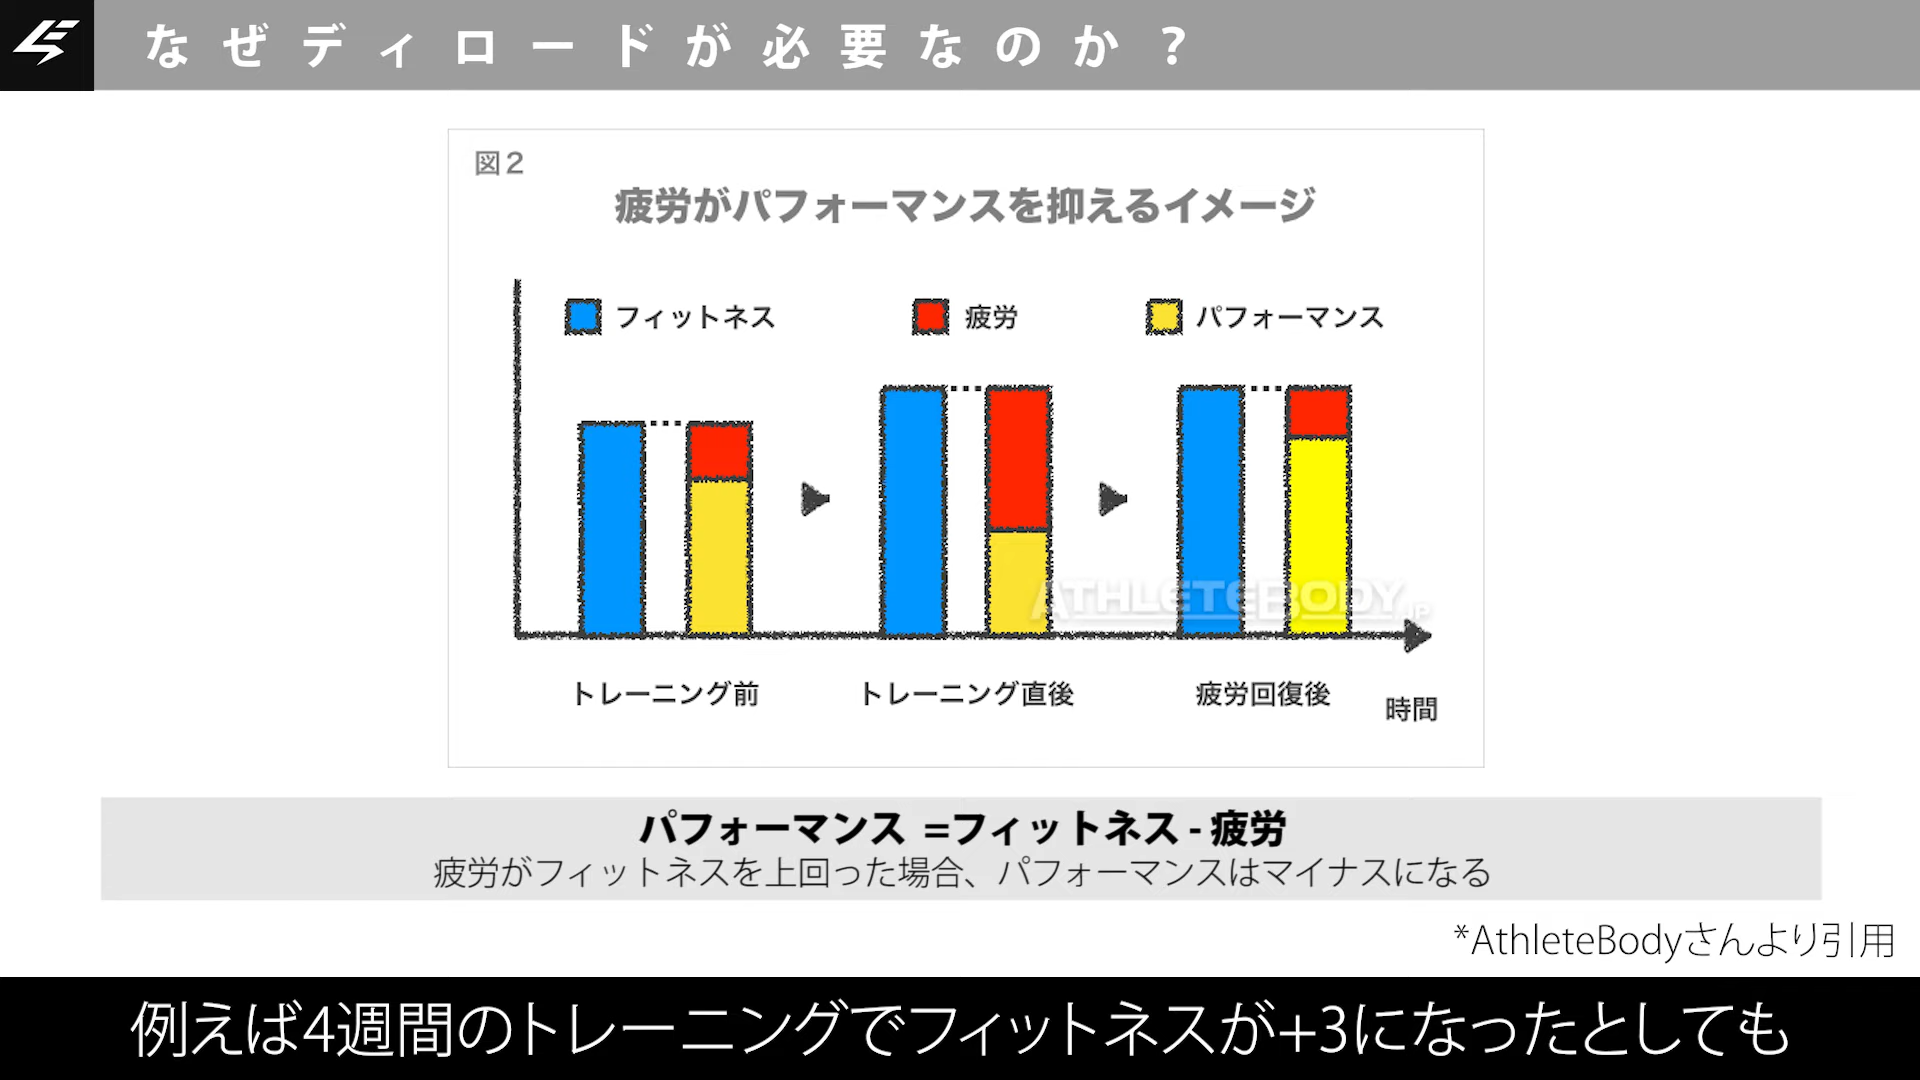 なぜディロードが必要なのか?
図2
疲労がパフォーマンスを抑えるイメージ
フィットネス 疲労 パフォーマンス
ATHLETEBODY.JP
トレーニング前 トレーニング直後 疲労回復後 時間
パフォーマンス =フィットネス - 疲労
疲労がフィットネスを上回った場合、パフォーマンスはマイナスになる
*AthleteBodyさんより引用
例えば4週間のトレーニングでフィットネスが+3になったとしても